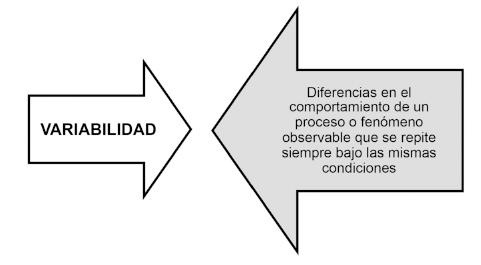 VARIABILIDAD
Diferencias en el
comportamiento de un
proceso o fenómeno
observable que se repite
siempre bajo las mismas
condiciones